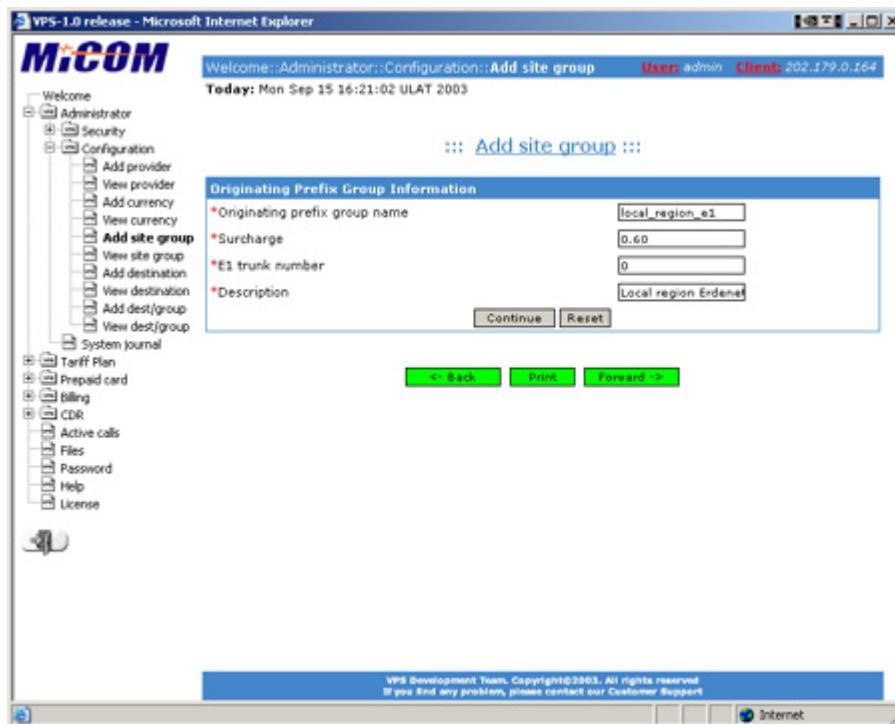 VPS-1.0 release - Microsoft Internet Explorer
MiCOM
Welcome::Administrator::Configuration::Add site group User: admin Client: 202.179.0.164
Today: Mon Sep 15 16:21:02 ULAT 2003
Welcome
Administrator
Security
Configuration
Add provider
View provider
Add currency
View currency
Add site group
View site group
Add destination
View destination
Add dest/group
View dest/group
System journal
Tariff Plan
Prepaid card
Billing
CDR
Active calls
Files
Password
Help
License
::: Add site group :::
Originating Prefix Group Information
*Originating prefix group name local_region_e1
*Surcharge 0.60
*E1 trunk number 0
*Description Local region Erdenet
Continue Reset
<- Back Print Forward ->
VPS Development Team. Copyright©2003. All rights reserved
If you find any problem, please contact our Customer Support
Internet